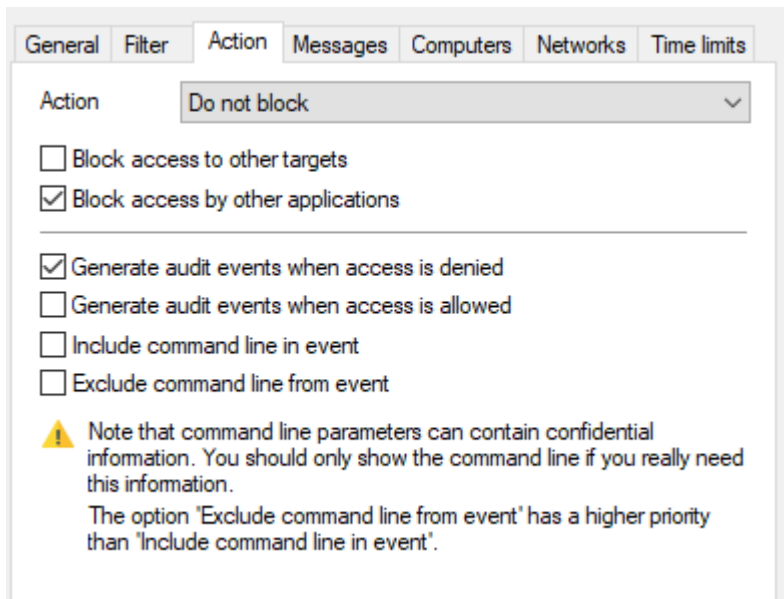 General Filter Action Messages Computers Networks Time limits
Action Do not block
Block access to other targets
Block access by other applications
Generate audit events when access is denied
Generate audit events when access is allowed
Include command line in event
Exclude command line from event
Note that command line parameters can contain confidential
information. You should only show the command line if you really need
this information.
The option "Exclude command line from event" has a higher priority
than "Include command line in event".